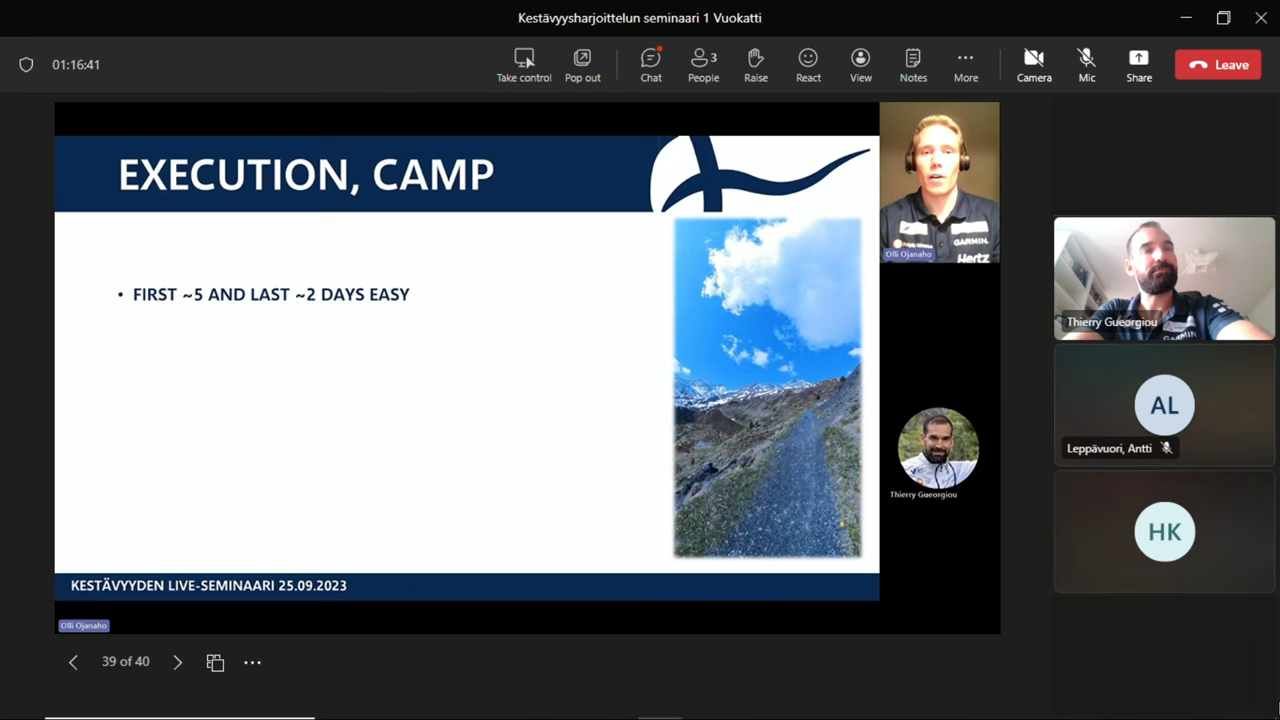 Kestävyysharjoittelun seminaari 1 Vuokatti
01:16:41
Take control
Pop out
Chat
3
People
Raise
React
View
Notes
More
Camera
Mic
Share
Leave
EXECUTION, CAMP
• FIRST ~5 AND LAST ~2 DAYS EASY
KESTÄVYYDEN LIVE-SEMINAARI 25.09.2023
Olli Ojanaho
GARMIN.
Hertz
Olli Ojanaho
Thierry Gueorgiou
Thierry Gueorgiou
GARMIN
AL
Leppävuori, Antti
HK
39 of 40